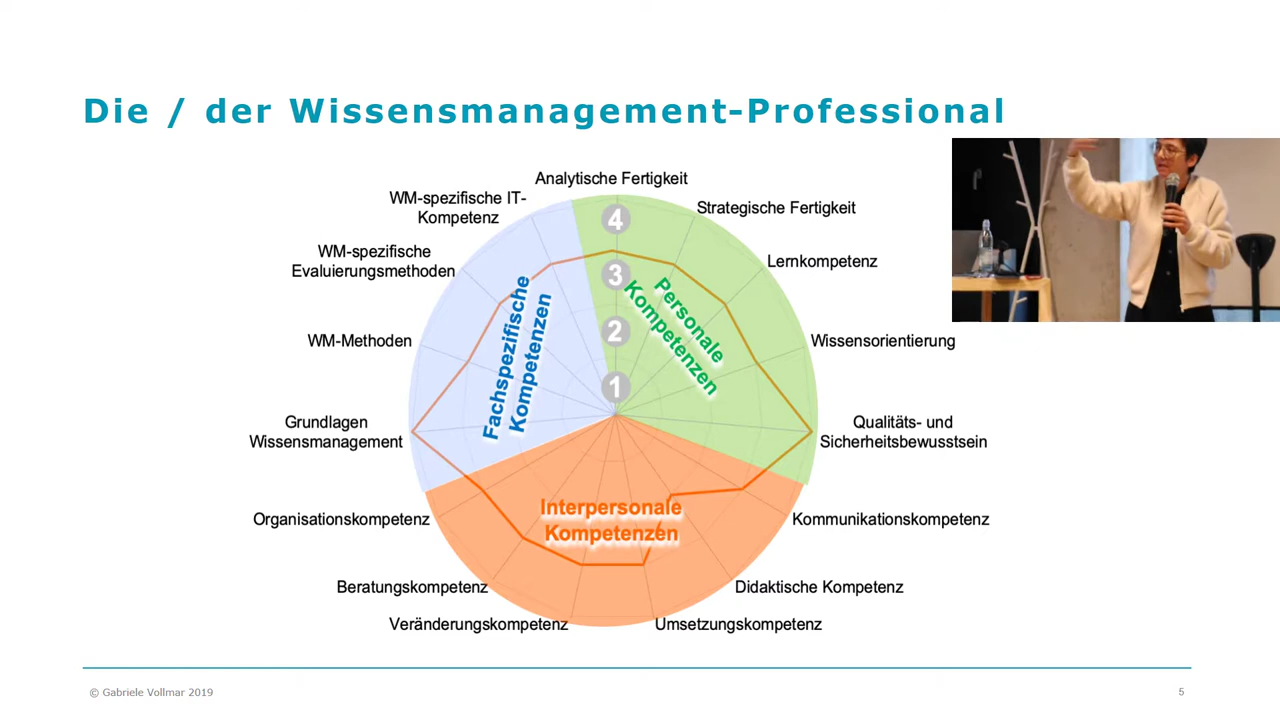 Die / der Wissensmanagement-Professional
Analytische Fertigkeit
WM-spezifische IT-
Kompetenz
Strategische Fertigkeit
WM-spezifische
Evaluierungsmethoden
Lernkompetenz
WM-Methoden
Wissensorientierung
Grundlagen
Wissensmanagement
Qualitäts- und
Sicherheitsbewusstsein
Organisationskompetenz
Kommunikationskompetenz
Beratungskompetenz
Didaktische Kompetenz
Veränderungskompetenz
Umsetzungskompetenz
4
3
2
1
Fachspezifische
Kompetenzen
Personale
Kompetenzen
Interpersonale
Kompetenzen
© Gabriele Vollmar 2019
5